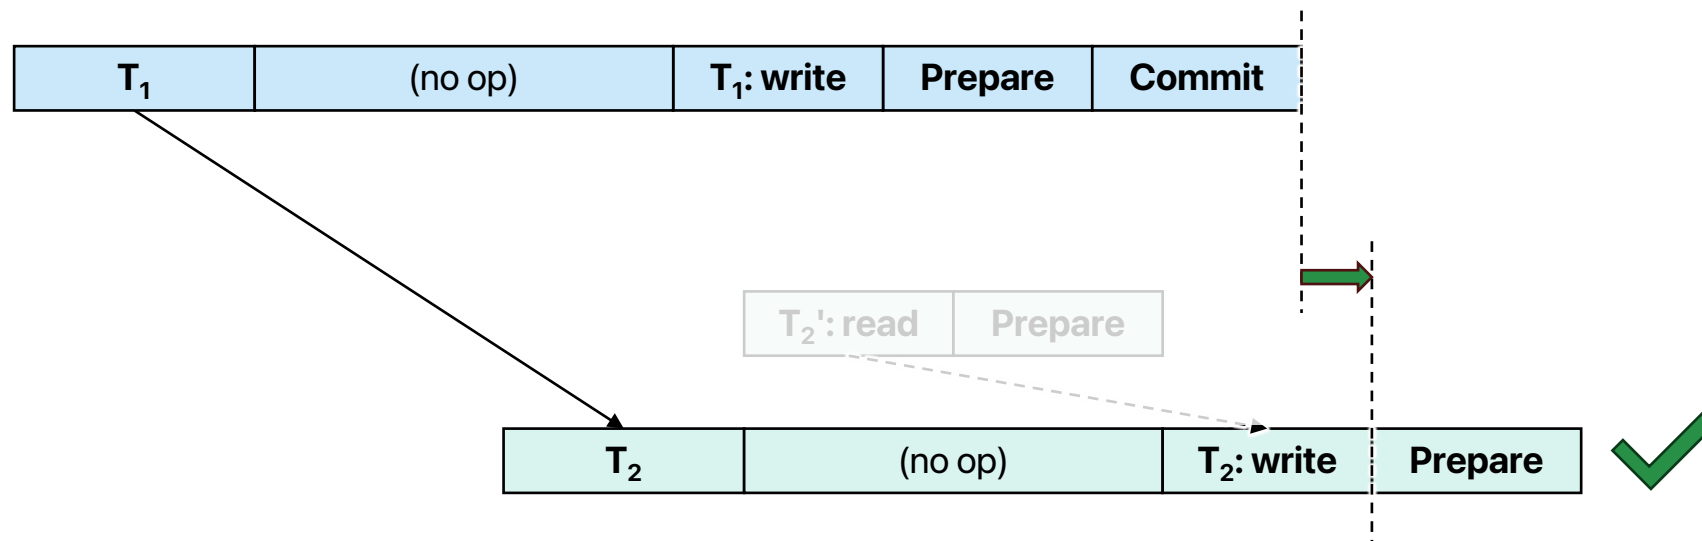 T₁ (no op) T₁: write Prepare Commit
T₂': read Prepare
T₂ (no op) T₂: write Prepare